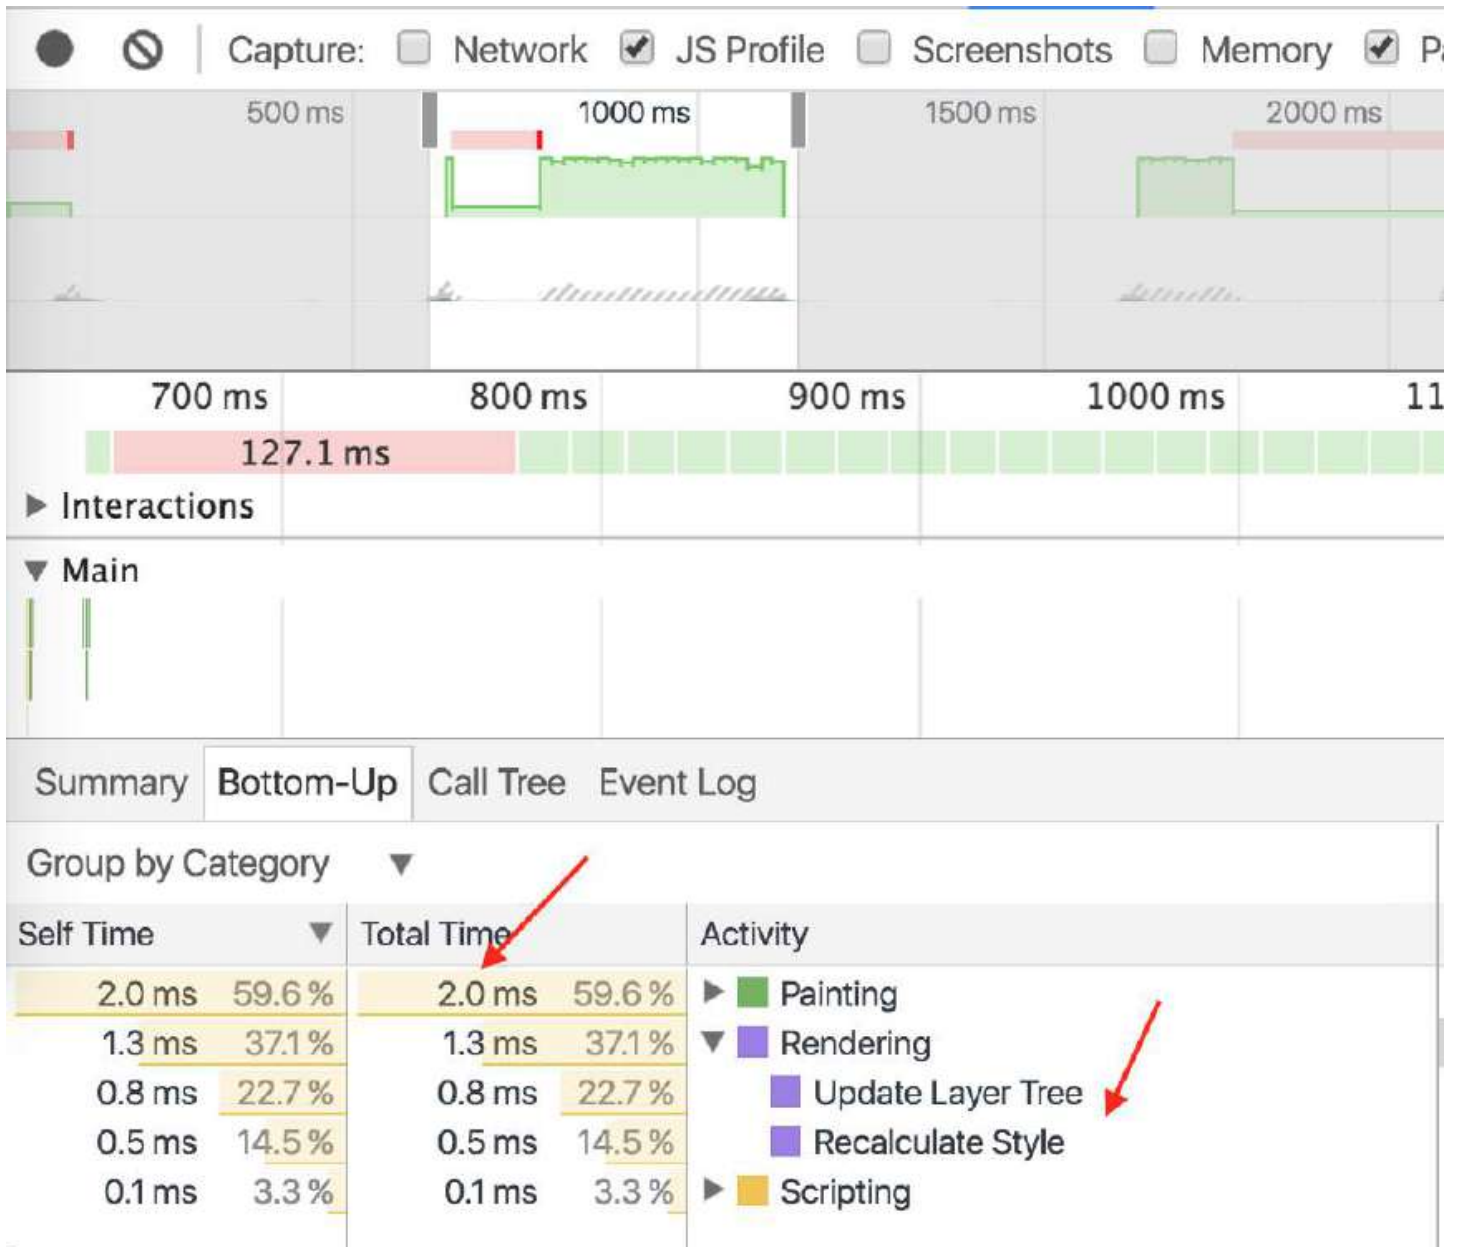 Capture: Network JS Profile Screenshots Memory
500 ms 1000 ms 1500 ms 2000 ms
700 ms 800 ms 900 ms 1000 ms 11
127.1 ms
Interactions
Main
Summary Bottom-Up Call Tree Event Log
Group by Category
Self Time Total Time Activity
2.0 ms 59.6 % 2.0 ms 59.6 % Painting
1.3 ms 37.1 % 1.3 ms 37.1 % Rendering
0.8 ms 22.7 % 0.8 ms 22.7 % Update Layer Tree
0.5 ms 14.5 % 0.5 ms 14.5 % Recalculate Style
0.1 ms 3.3 % 0.1 ms 3.3 % Scripting